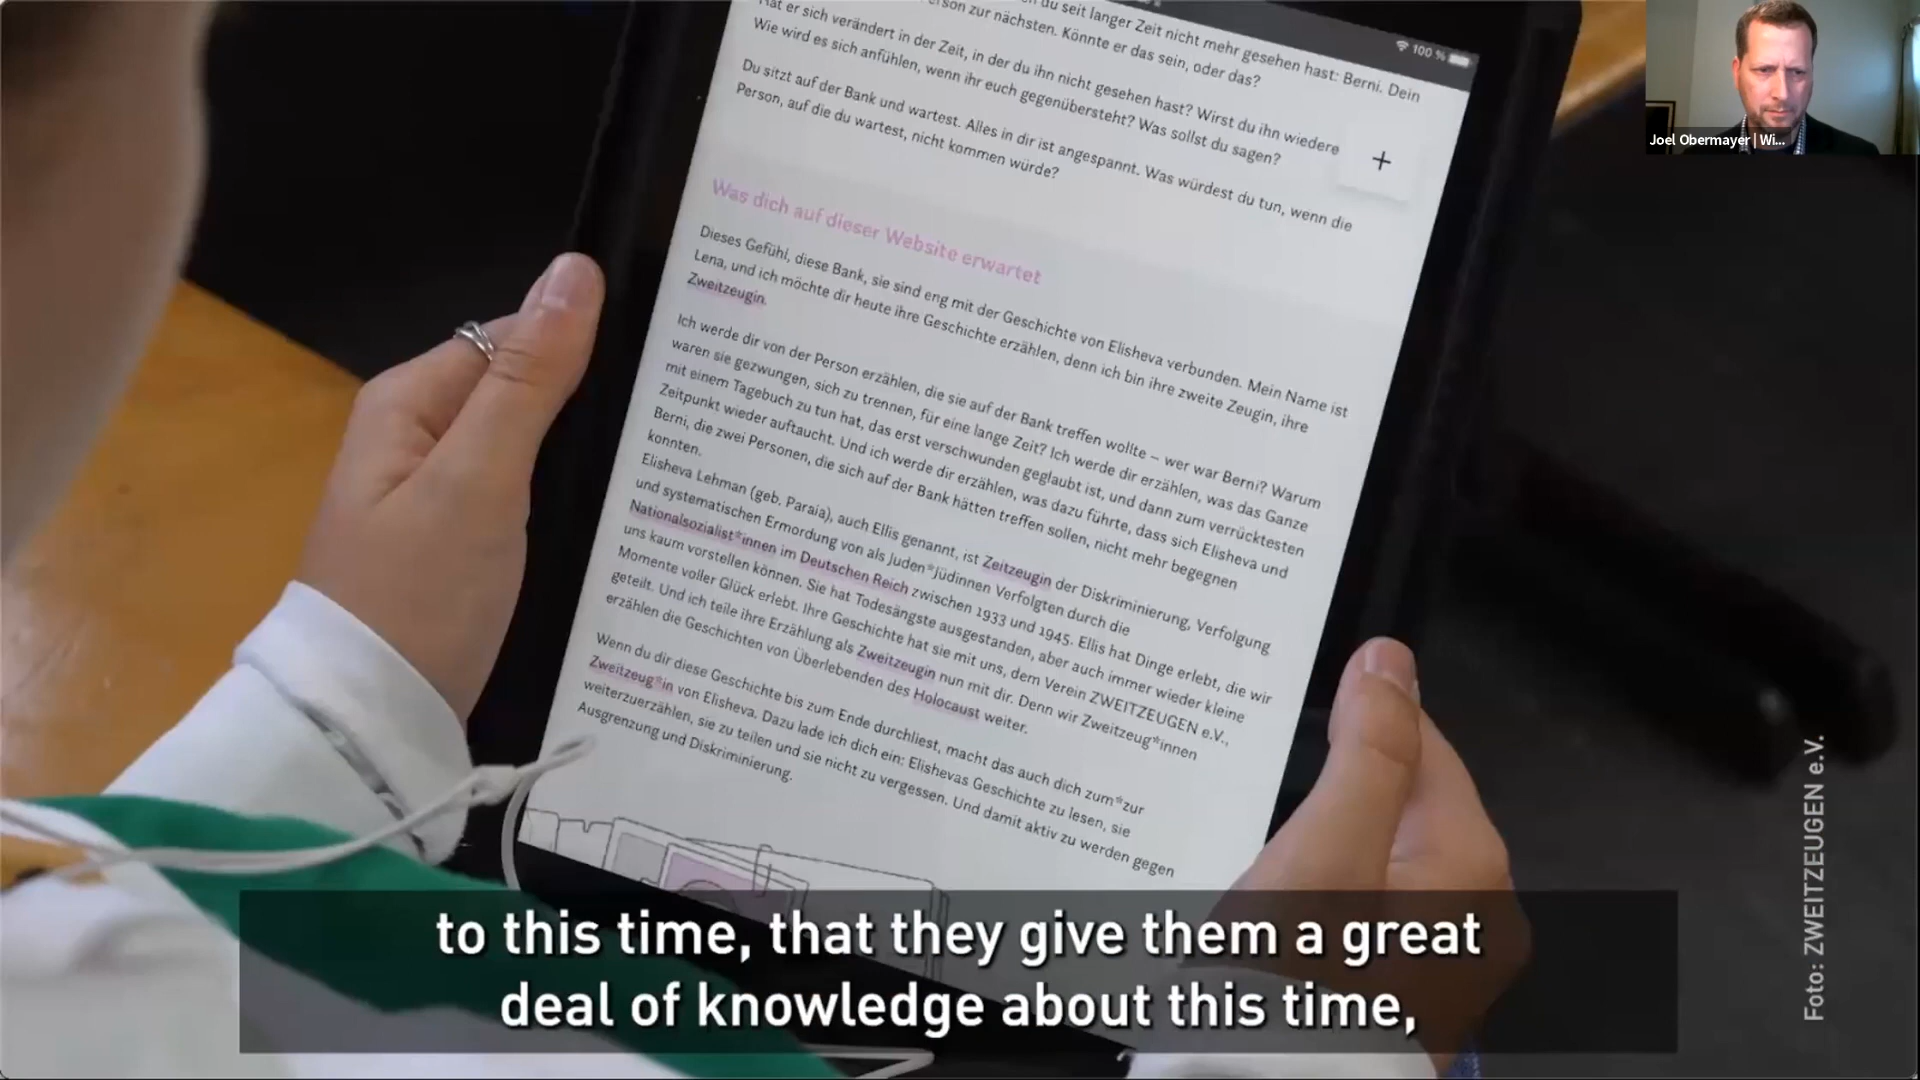 du seit langer Zeit nicht mehr gesehen hast: Berni. Dein
zur nächsten. Könnte er das sein, oder das?
er sich verändert in der Zeit, in der du ihn nicht gesehen hast? Wirst du ihn wiedere
Wie wird es sich anfühlen, wenn ihr euch gegenübersteht? Was sollst du sagen?
Du sitzt auf der Bank und wartest. Alles in dir ist angespannt. Was würdest du tun, wenn die
Person, auf die du wartest, nicht kommen würde?
100 %
+
Was dich auf dieser Website erwartet
Dieses Gefühl, diese Bank, sie sind eng mit der Geschichte von Elisheva verbunden. Mein Name ist
Lena, und ich möchte dir heute ihre Geschichte erzählen, denn ich bin ihre zweite Zeugin, ihre
Zweitzeugin.
Ich werde dir von der Person erzählen, die sie auf der Bank treffen wollte – wer war Berni? Warum
waren sie gezwungen, sich zu trennen, für eine lange Zeit? Ich werde dir erzählen, was das Ganze
mit einem Tagebuch zu tun hat, das erst verschwunden geglaubt ist, und dann zum verrücktesten
Zeitpunkt wieder auftaucht. Und ich werde dir erzählen, was dazu führte, dass sich Elisheva und
Berni, die zwei Personen, die sich auf der Bank hätten treffen sollen, nicht mehr begegnen
konnten.
Elisheva Lehman (geb. Paraia), auch Ellis genannt, ist Zeitzeugin der Diskriminierung, Verfolgung
und systematischen Ermordung von als Juden*Jüdinnen Verfolgten durch die
Nationalsozialist*innen im Deutschen Reich zwischen 1933 und 1945. Ellis hat Dinge erlebt, die wir
uns kaum vorstellen können. Sie hat Todesängste ausgestanden, aber auch immer wieder kleine
Momente voller Glück erlebt. Ihre Geschichte hat sie mit uns, dem Verein ZWEITZEUGEN e.V.,
geteilt. Und ich teile ihre Erzählung als Zweitzeugin nun mit dir. Denn wir Zweitzeug*innen
erzählen die Geschichten von Überlebenden des Holocaust weiter.
Wenn du dir diese Geschichte bis zum Ende durchliest, macht das auch dich zum*zur
Zweitzeug*in von Elisheva. Dazu lade ich dich ein: Elishevas Geschichte zu lesen, sie
weiterzuerzählen, sie zu teilen und sie nicht zu vergessen. Und damit aktiv zu werden gegen
Ausgrenzung und Diskriminierung.
Joel Obermayer | Wi...
Foto: ZWEITZEUGEN e.V.
to this time, that they give them a great
deal of knowledge about this time,